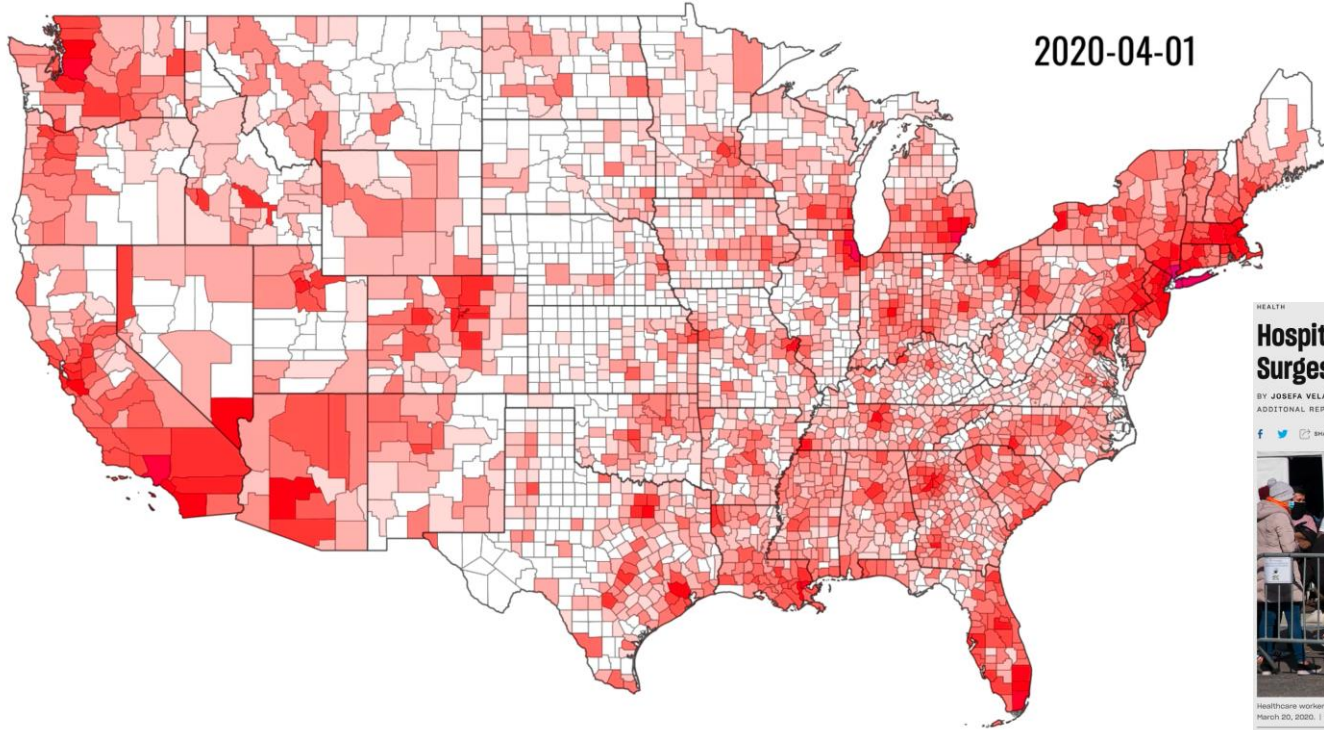 2020-04-01
HEALTH
Hospit
Surges
BY JOSEFA VELA
ADDITONAL REP
Healthcare worker
March 20, 2020. |